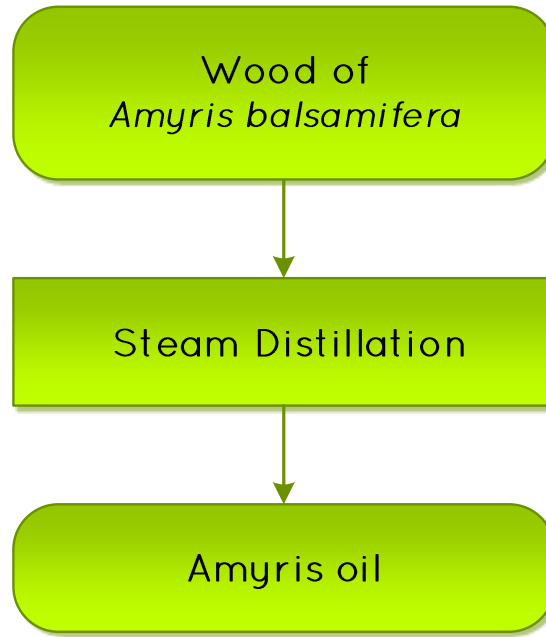 Wood of
Amyris balsamifera
Steam Distillation
Amyris oil